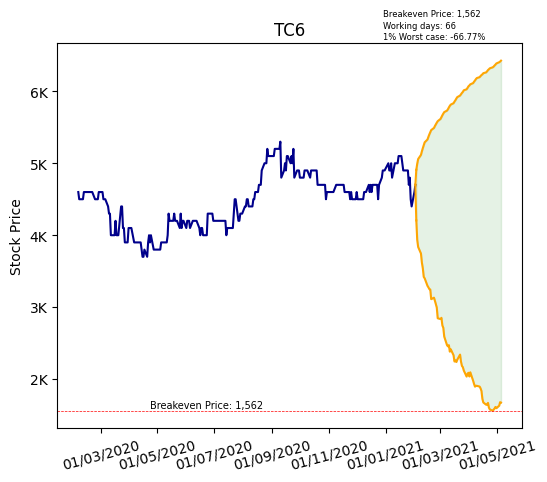 Breakeven Price: 1,562
Working days: 66
1% Worst case: -66.77%
TC6
Stock Price
6K
5K
4K
3K
2K
Breakeven Price: 1,562
01/03/2020
01/05/2020
01/07/2020
01/09/2020
01/11/2020
01/01/2021
01/03/2021
01/05/2021